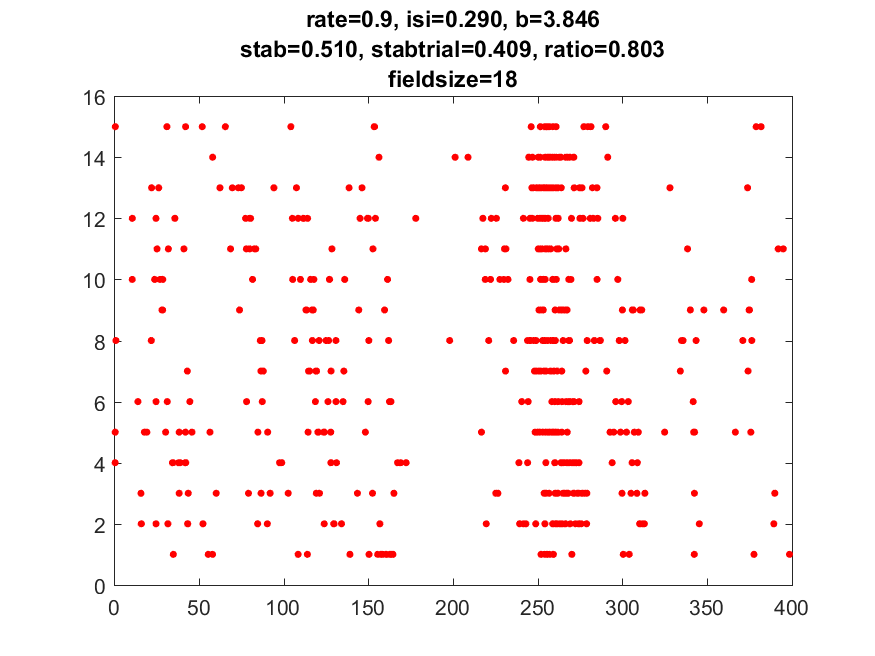 rate=0.9, isi=0.290, b=3.846
stab=0.510, stabtrial=0.409, ratio=0.803
fieldsize=18
16
14
12
10
8
6
4
2
0
0 50 100 150 200 250 300 350 400